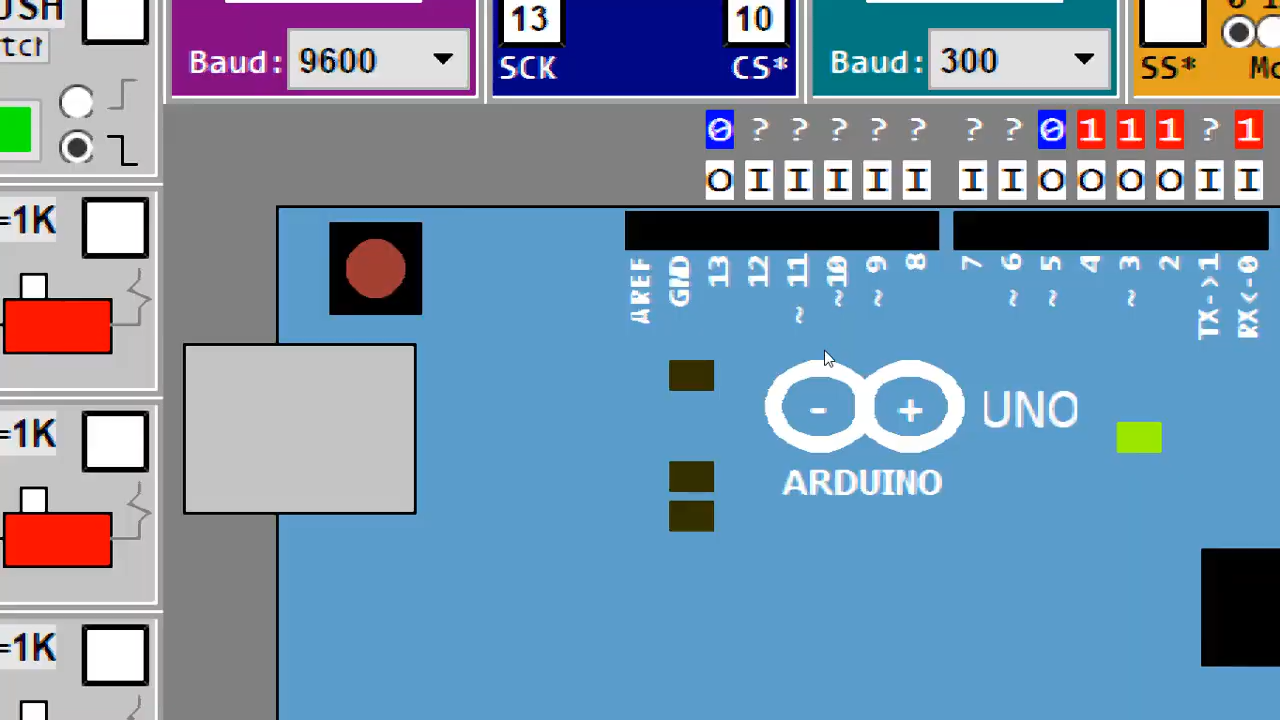 USH
13
10
0
tch
Baud: 9600
SCK
CS*
Baud: 300
SS*
0 ? ? ? ? ? ? ? 0 1 1 1 ? 1
O I I I I I I I O O O O I I
=1K
AREF
GND
13
12
~11
~10
~9
8
7
~6
~5
4
~3
2
TX->1
RX<-0
- +
UNO
ARDUINO
=1K
=1K